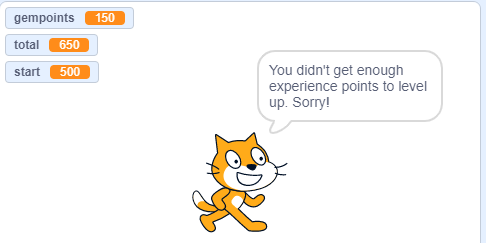 gempoints 150
total 650
start 500
You didn't get enough
experience points to level
up. Sorry!